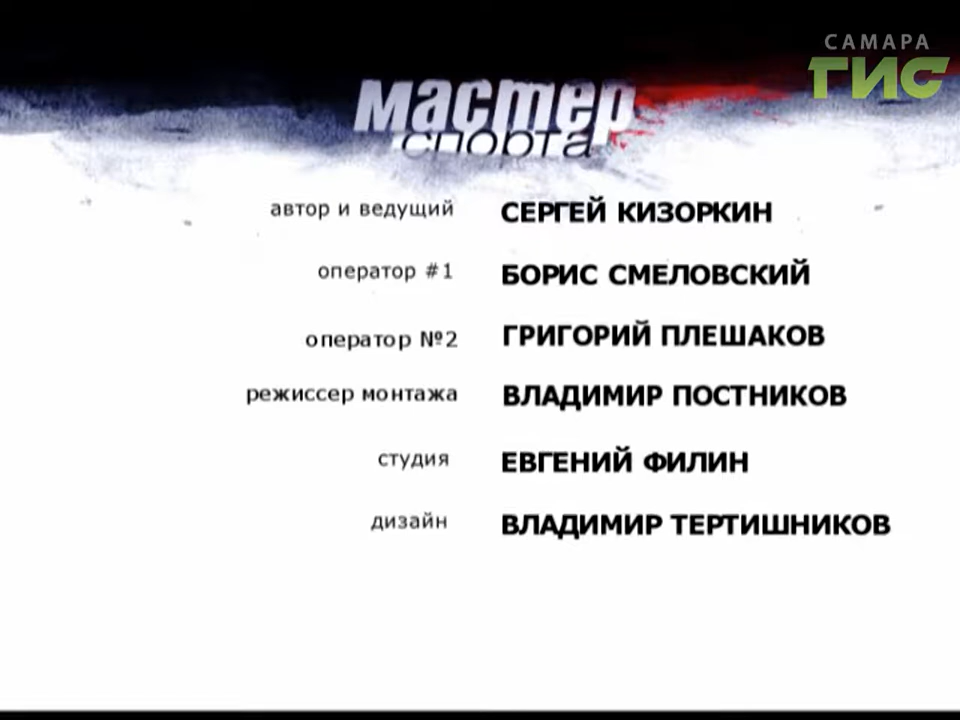 САМАРА
ГИС
мастер
спорта
автор и ведущий СЕРГЕЙ КИЗОРКИН
оператор #1 БОРИС СМЕЛОВСКИЙ
оператор №2 ГРИГОРИЙ ПЛЕШАКОВ
режиссер монтажа ВЛАДИМИР ПОСТНИКОВ
студия ЕВГЕНИЙ ФИЛИН
дизайн ВЛАДИМИР ТЕРТИШНИКОВ